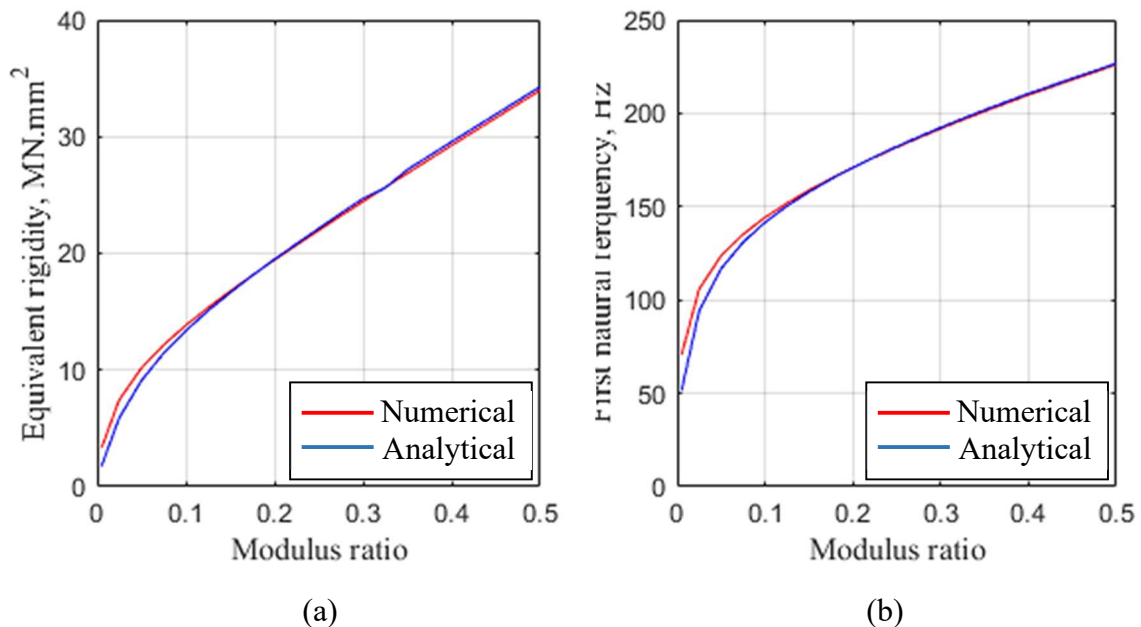 40
30
20
10
0
Equivalent rigidity, MN.mm²
0 0.1 0.2 0.3 0.4 0.5
Modulus ratio
Numerical
Analytical
(a)
250
200
150
100
50
0
First natural ferquency, Hz
0 0.1 0.2 0.3 0.4 0.5
Modulus ratio
Numerical
Analytical
(b)